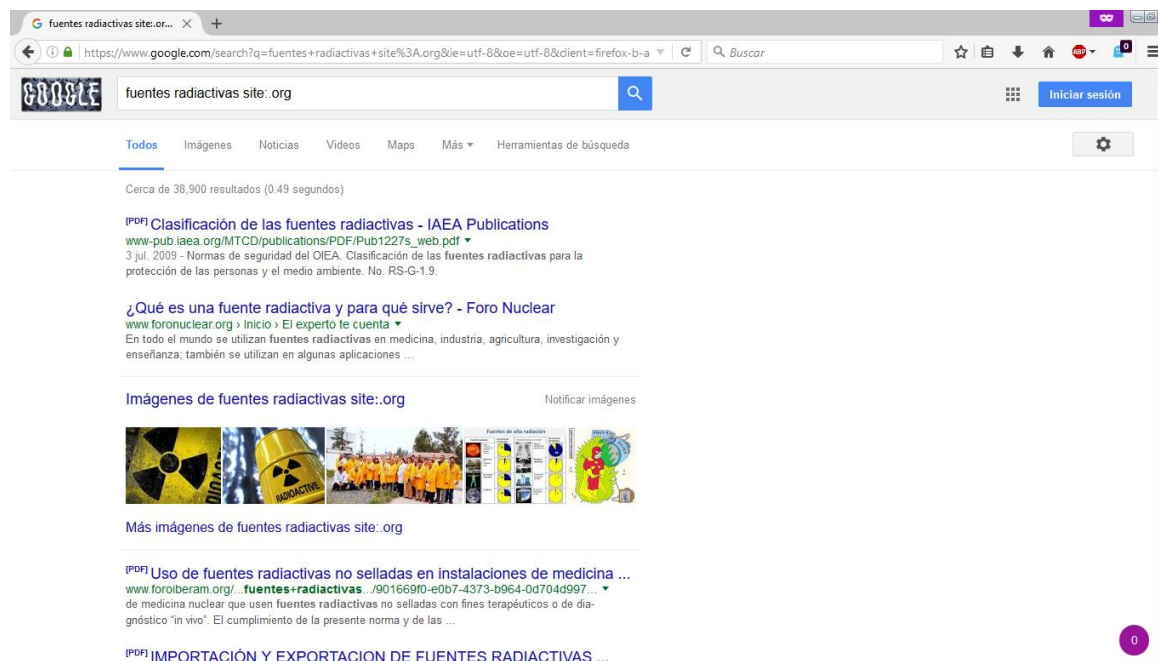 fuentes radiactivas site:.or...
https://www.google.com/search?q=fuentes+radiactivas+site%3A.org&ie=utf-8&oe=utf-8&client=firefox-b-a
Buscar
ABP
0
GOOGLE
fuentes radiactivas site:.org
Iniciar sesión
Todos Imágenes Noticias Videos Maps Más Herramientas de búsqueda
Cerca de 38,900 resultados (0.49 segundos)
[PDF] Clasificación de las fuentes radiactivas - IAEA Publications
www-pub.iaea.org/MTCD/publications/PDF/Pub1227s_web.pdf
3 jul. 2009 - Normas de seguridad del OIEA. Clasificación de las fuentes radiactivas para la
protección de las personas y el medio ambiente. No. RS-G-1.9.
¿Qué es una fuente radiactiva y para qué sirve? - Foro Nuclear
www.foronuclear.org › Inicio › El experto te cuenta
En todo el mundo se utilizan fuentes radiactivas en medicina, industria, agricultura, investigación y
enseñanza; también se utilizan en algunas aplicaciones ...
Imágenes de fuentes radiactivas site:.org
Notificar imágenes
RADIOACTIVE
Fuentes de alta radiación
Más imágenes de fuentes radiactivas site:.org
[PDF] Uso de fuentes radiactivas no selladas en instalaciones de medicina ...
www.foroiberam.org/...fuentes+radiactivas.../901669f0-e0b7-4373-b964-0d704d997...
de medicina nuclear que usen fuentes radiactivas no selladas con fines terapéuticos o de dia-
gnóstico “in vivo”. El cumplimiento de la presente norma y de las ...
0
[PDF] IMPORTACIÓN Y EXPORTACION DE FUENTES RADIACTIVAS ...